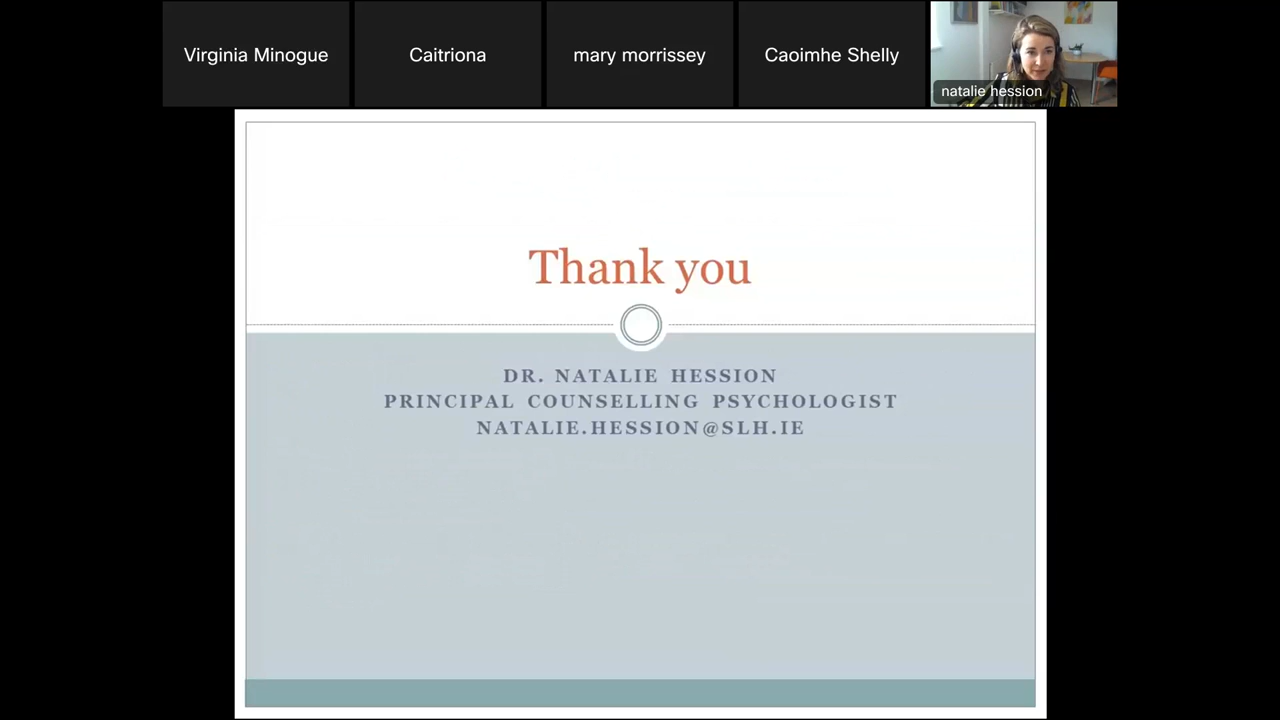 Virginia Minogue
Caitriona
mary morrissey
Caoimhe Shelly
natalie hession
Thank you
DR. NATALIE HESSION
PRINCIPAL COUNSELLING PSYCHOLOGIST
NATALIE.HESSION@SLH.IE